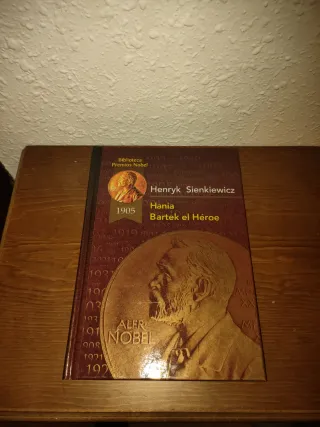 Biblioteca
Premios Nobel
1905
Henryk Sienkiewicz
Hania
Bartek el Héroe
ALFR
NOBEL